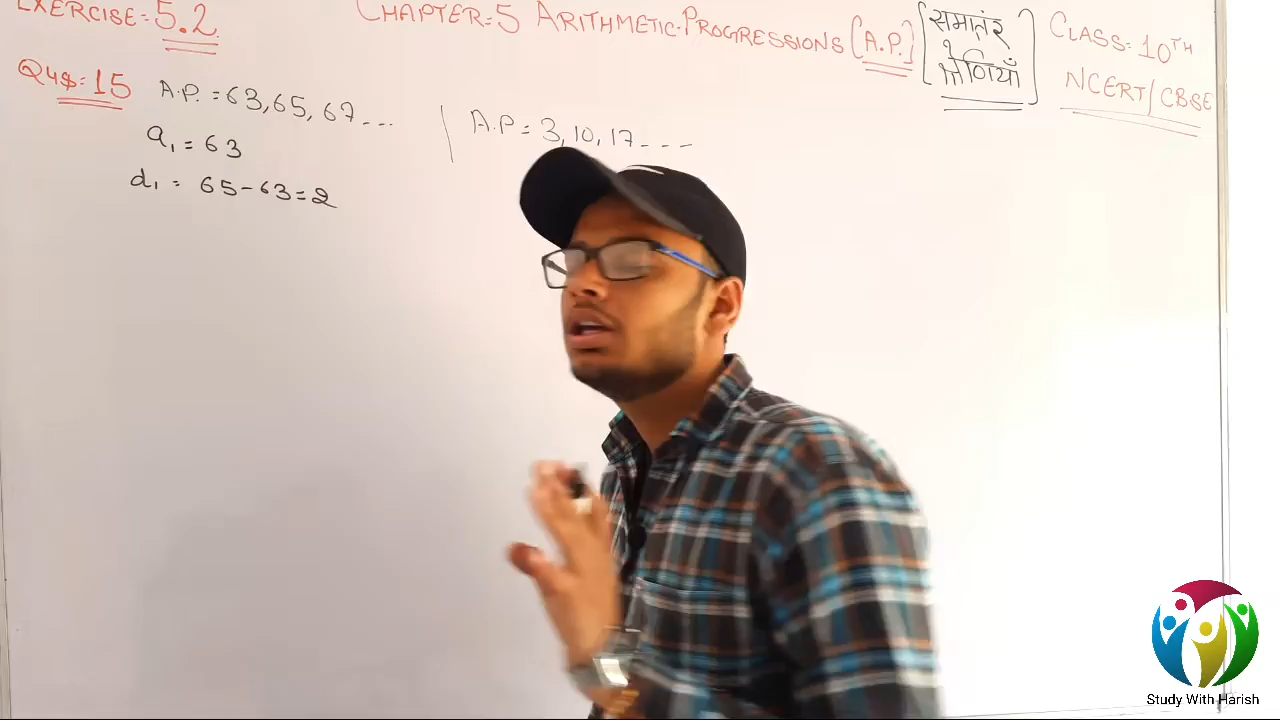 EXERCISE:-5.2
CHAPTER:-5 ARITHMETIC-PROGRESSIONS (A.P.) [समांतर श्रेणियाँ]
CLASS:-10TH
NCERT/CBSE
Qus:-15
A.P. = 63, 65, 67 ---
a1 = 63
d1 = 65-63=2
A.P = 3, 10, 17 - - -
Study With Harish